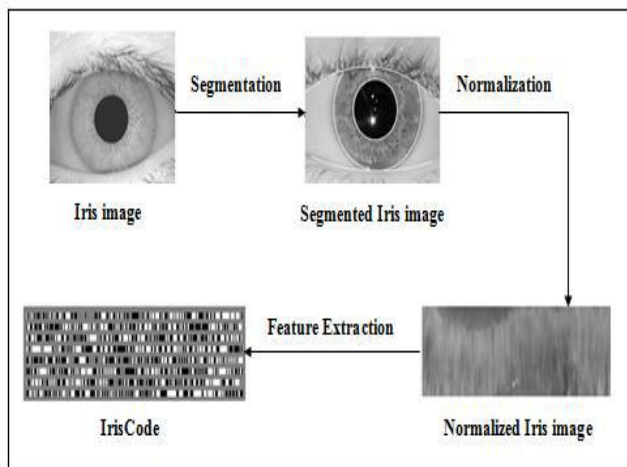 Segmentation
Normalization
Iris image
Segmented Iris image
Feature Extraction
IrisCode
Normalized Iris image